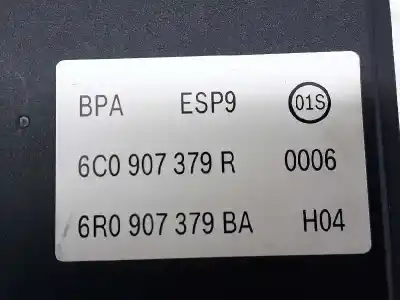 BPA ESP9 01S
6C0 907 379 R 0006
6R0 907 379 BA H04